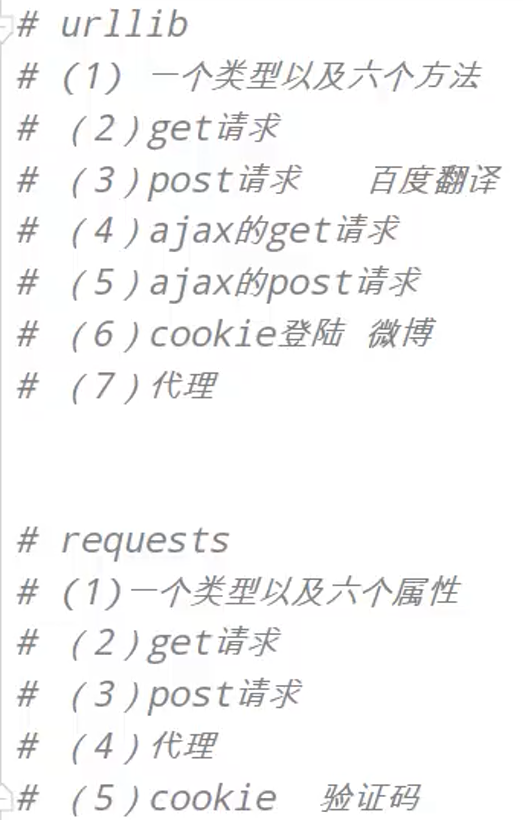 # urllib
# (1) 一个类型以及六个方法
# (2)get请求
# (3)post请求   百度翻译
# (4)ajax的get请求
# (5)ajax的post请求
# (6)cookie登陆 微博
# (7)代理
# requests
# (1)一个类型以及六个属性
# (2)get请求
# (3)post请求
# (4)代理
# (5)cookie  验证码